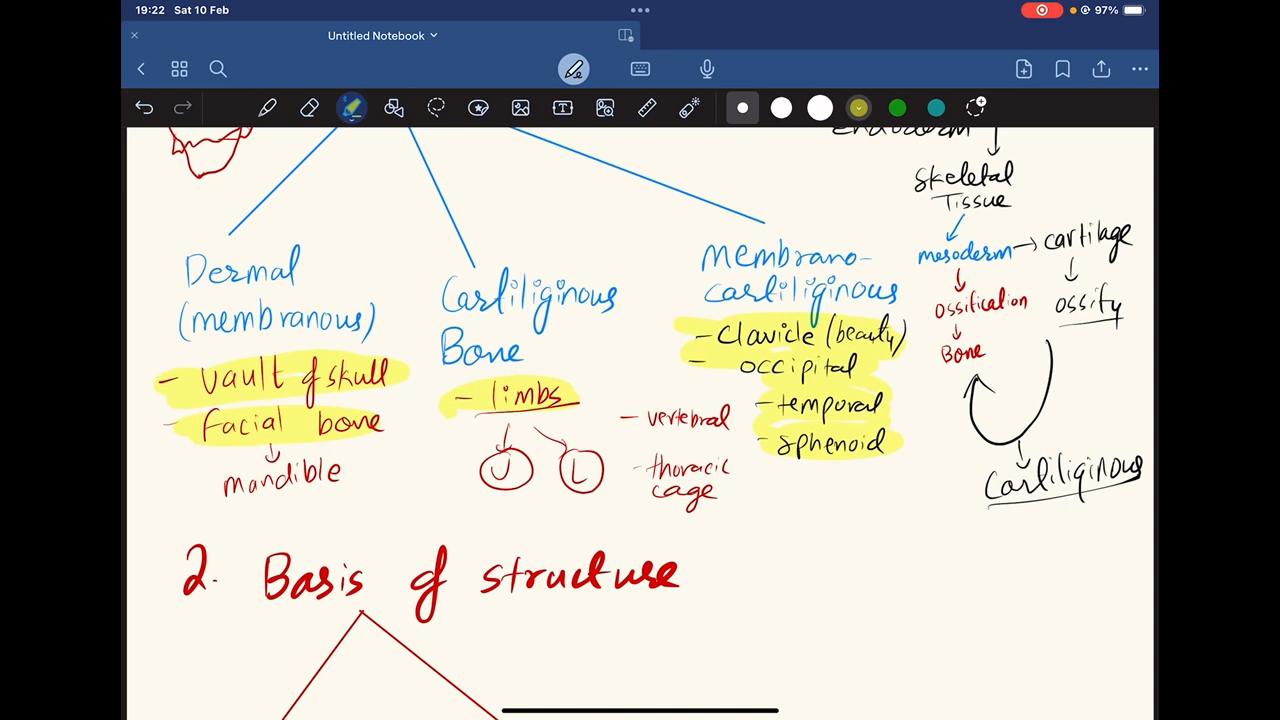 19:22 Sat 10 Feb
97%
Untitled Notebook
Endoderm
Skeletal
Tissue
mesoderm → cartilage
Ossification
ossify
Bone
Cartiliginous
Dermal
(membranous)
- vault of skull
- facial bone
mandible
Cartiliginous
Bone
- limbs
U
L
- vertebral
- thoracic
cage
Membrano-
cartiliginous
- clavicle (beauty)
- occipital
- temporal
- sphenoid
2. Basis of structure